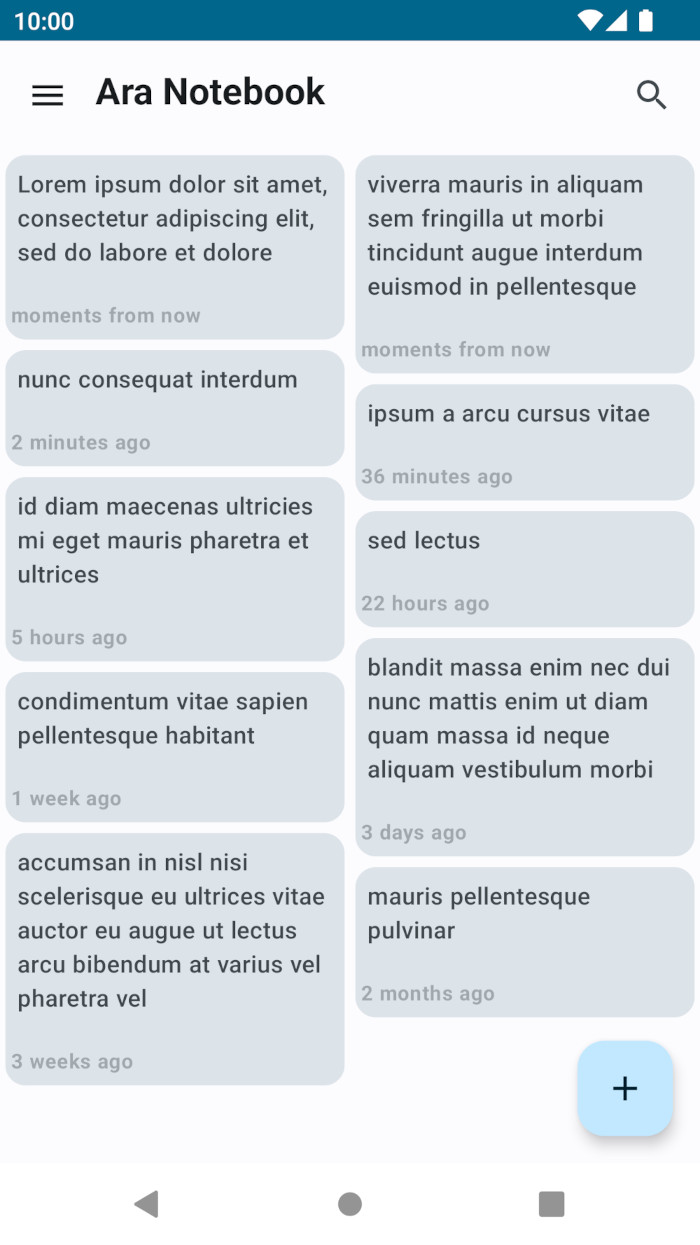 10:00
Ara Notebook
Lorem ipsum dolor sit amet,
consectetur adipiscing elit,
sed do labore et dolore
moments from now
viverra mauris in aliquam
sem fringilla ut morbi
tincidunt augue interdum
euismod in pellentesque
moments from now
nunc consequat interdum
2 minutes ago
ipsum a arcu cursus vitae
36 minutes ago
id diam maecenas ultricies
mi eget mauris pharetra et
ultrices
5 hours ago
sed lectus
22 hours ago
blandit massa enim nec dui
nunc mattis enim ut diam
quam massa id neque
aliquam vestibulum morbi
3 days ago
condimentum vitae sapien
pellentesque habitant
1 week ago
accumsan in nisl nisi
scelerisque eu ultrices vitae
auctor eu augue ut lectus
arcu bibendum at varius vel
pharetra vel
3 weeks ago
mauris pellentesque
pulvinar
2 months ago